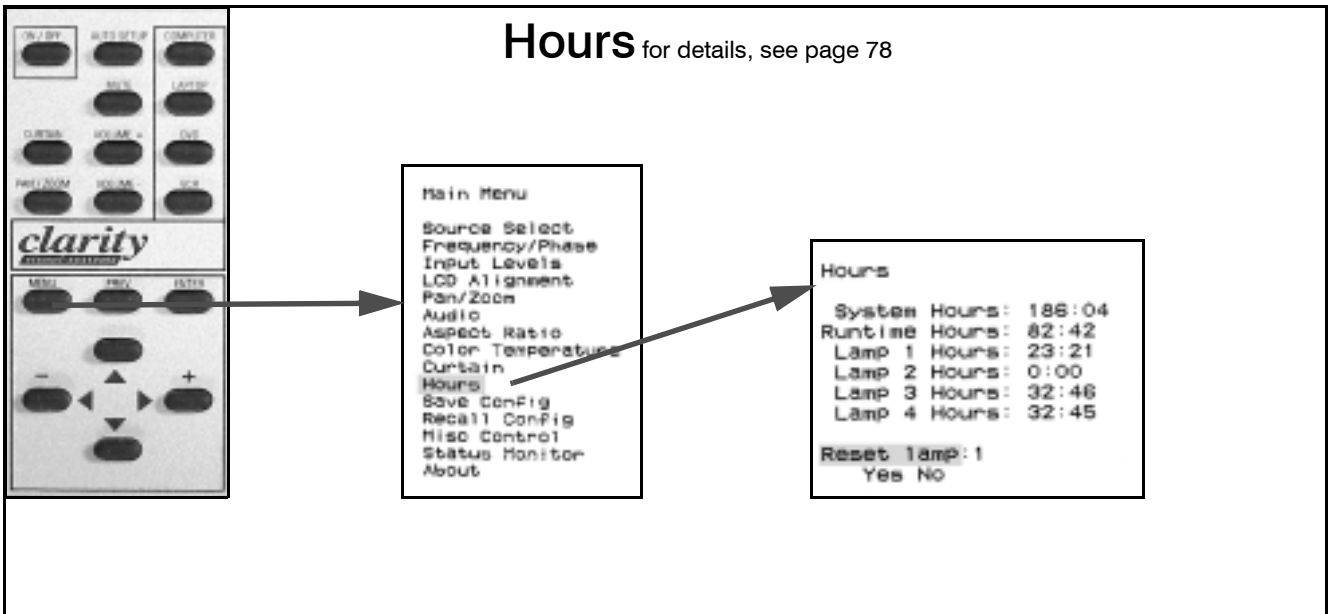 Hours for details, see page 78
ON / OFF AUTO SETUP COMPUTER
MUTE LAPTOP
CURTAIN VOLUME + DVD
PAN / ZOOM VOLUME - VCR
clarity
MENU PREV ENTER
- +
Main Menu
Source Select
Frequency/Phase
Input Levels
LCD Alignment
Pan/Zoom
Audio
Aspect Ratio
Color Temperature
Curtain
Hours
Save Config
Recall Config
Misc Control
Status Monitor
About
Hours
System Hours: 186:04
Runtime Hours: 82:42
Lamp 1 Hours: 23:21
Lamp 2 Hours: 0:00
Lamp 3 Hours: 32:46
Lamp 4 Hours: 32:45
Reset lamp:1
Yes No